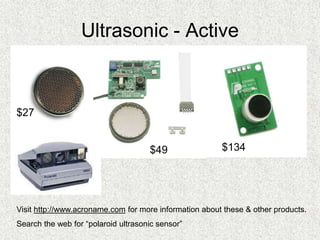 Ultrasonic - Active
$27
$49
$134
Visit http://www.acroname.com for more information about these & other products.
Search the web for “polaroid ultrasonic sensor”